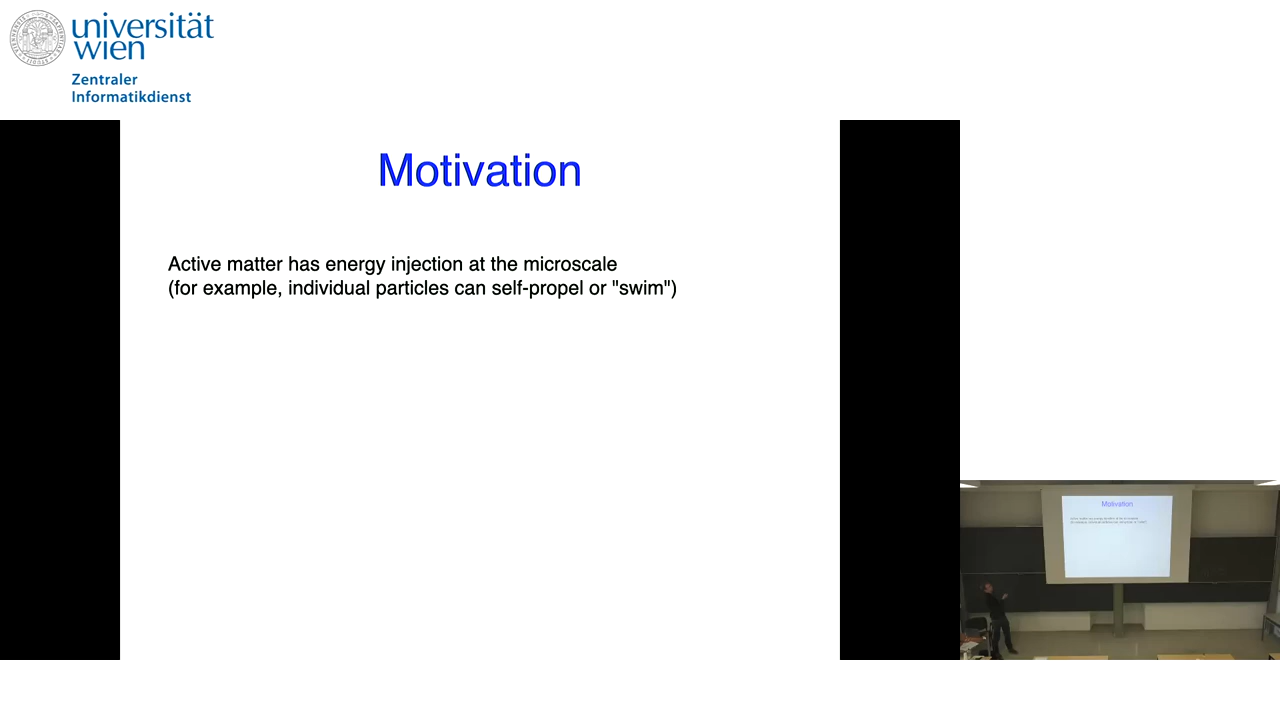 universität
wien
Zentraler
Informatikdienst
Motivation
Active matter has energy injection at the microscale
(for example, individual particles can self-propel or "swim")
Motivation